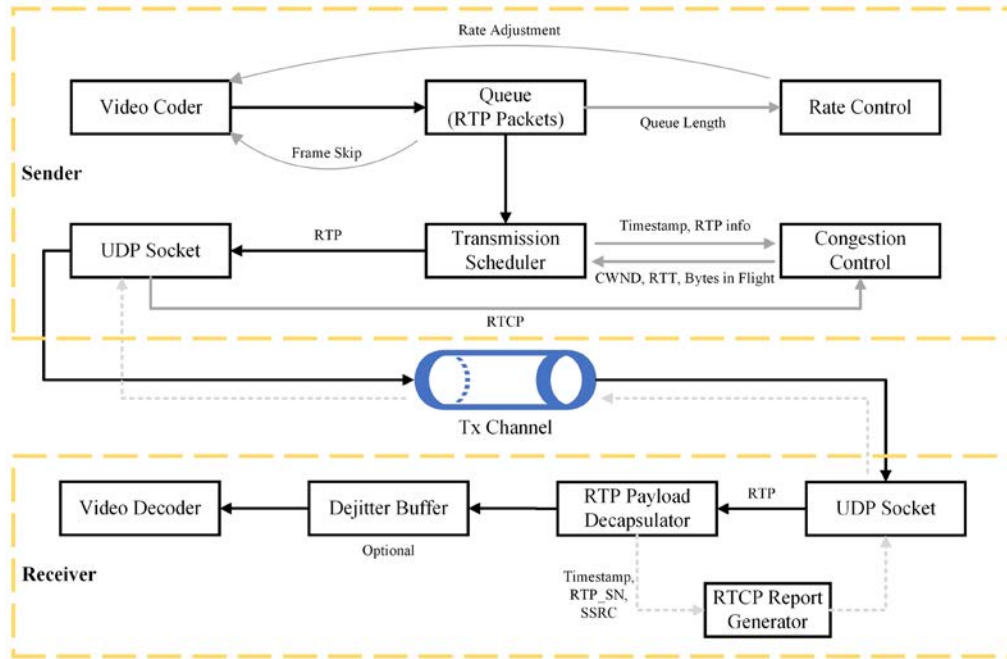 Rate Adjustment
Video Coder
Queue
(RTP Packets)
Rate Control
Queue Length
Frame Skip
Sender
UDP Socket
RTP
Transmission
Scheduler
Timestamp, RTP info
Congestion
Control
CWND, RTT, Bytes in Flight
RTCP
Tx Channel
Video Decoder
Dejitter Buffer
Optional
RTP Payload
Decapsulator
RTP
UDP Socket
Receiver
Timestamp,
RTP_SN,
SSRC
RTCP Report
Generator